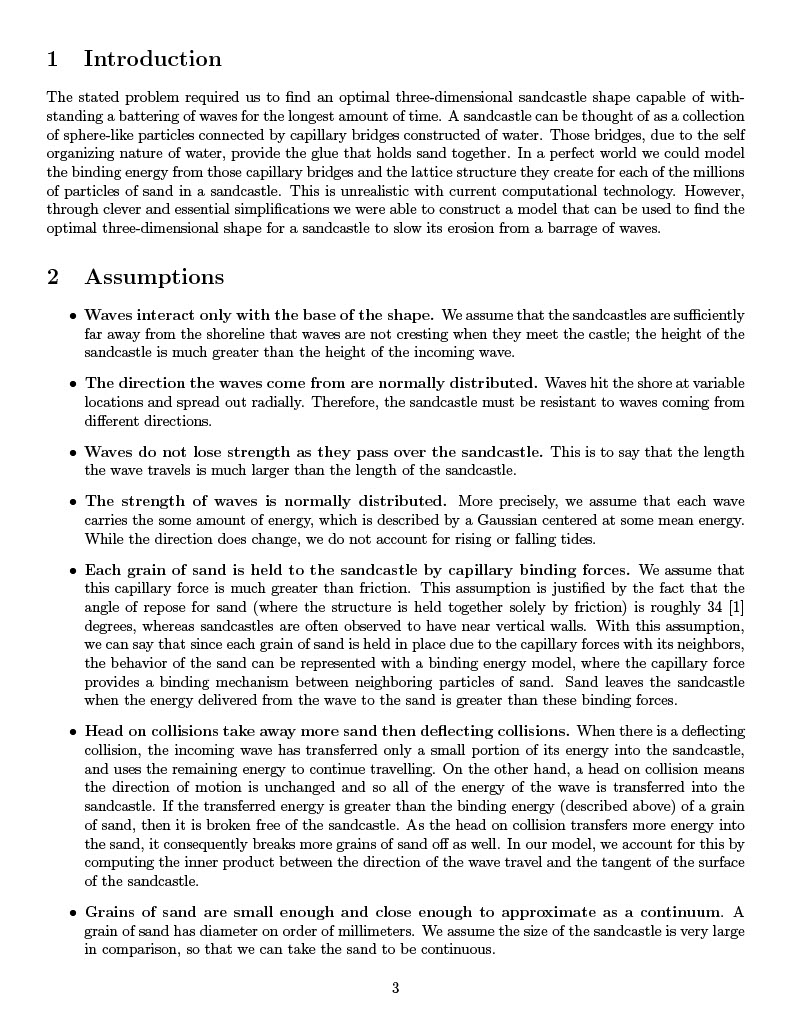 1 Introduction
The stated problem required us to find an optimal three-dimensional sandcastle shape capable of with-
standing a battering of waves for the longest amount of time. A sandcastle can be thought of as a collection
of sphere-like particles connected by capillary bridges constructed of water. Those bridges, due to the self
organizing nature of water, provide the glue that holds sand together. In a perfect world we could model
the binding energy from those capillary bridges and the lattice structure they create for each of the millions
of particles of sand in a sandcastle. This is unrealistic with current computational technology. However,
through clever and essential simplifications we were able to construct a model that can be used to find the
optimal three-dimensional shape for a sandcastle to slow its erosion from a barrage of waves.
2 Assumptions
• Waves interact only with the base of the shape. We assume that the sandcastles are sufficiently
far away from the shoreline that waves are not cresting when they meet the castle; the height of the
sandcastle is much greater than the height of the incoming wave.
• The direction the waves come from are normally distributed. Waves hit the shore at variable
locations and spread out radially. Therefore, the sandcastle must be resistant to waves coming from
different directions.
• Waves do not lose strength as they pass over the sandcastle. This is to say that the length
the wave travels is much larger than the length of the sandcastle.
• The strength of waves is normally distributed. More precisely, we assume that each wave
carries the some amount of energy, which is described by a Gaussian centered at some mean energy.
While the direction does change, we do not account for rising or falling tides.
• Each grain of sand is held to the sandcastle by capillary binding forces. We assume that
this capillary force is much greater than friction. This assumption is justified by the fact that the
angle of repose for sand (where the structure is held together solely by friction) is roughly 34 [1]
degrees, whereas sandcastles are often observed to have near vertical walls. With this assumption,
we can say that since each grain of sand is held in place due to the capillary forces with its neighbors,
the behavior of the sand can be represented with a binding energy model, where the capillary force
provides a binding mechanism between neighboring particles of sand. Sand leaves the sandcastle
when the energy delivered from the wave to the sand is greater than these binding forces.
• Head on collisions take away more sand then deflecting collisions. When there is a deflecting
collision, the incoming wave has transferred only a small portion of its energy into the sandcastle,
and uses the remaining energy to continue travelling. On the other hand, a head on collision means
the direction of motion is unchanged and so all of the energy of the wave is transferred into the
sandcastle. If the transferred energy is greater than the binding energy (described above) of a grain
of sand, then it is broken free of the sandcastle. As the head on collision transfers more energy into
the sand, it consequently breaks more grains of sand off as well. In our model, we account for this by
computing the inner product between the direction of the wave travel and the tangent of the surface
of the sandcastle.
• Grains of sand are small enough and close enough to approximate as a continuum. A
grain of sand has diameter on order of millimeters. We assume the size of the sandcastle is very large
in comparison, so that we can take the sand to be continuous.
3